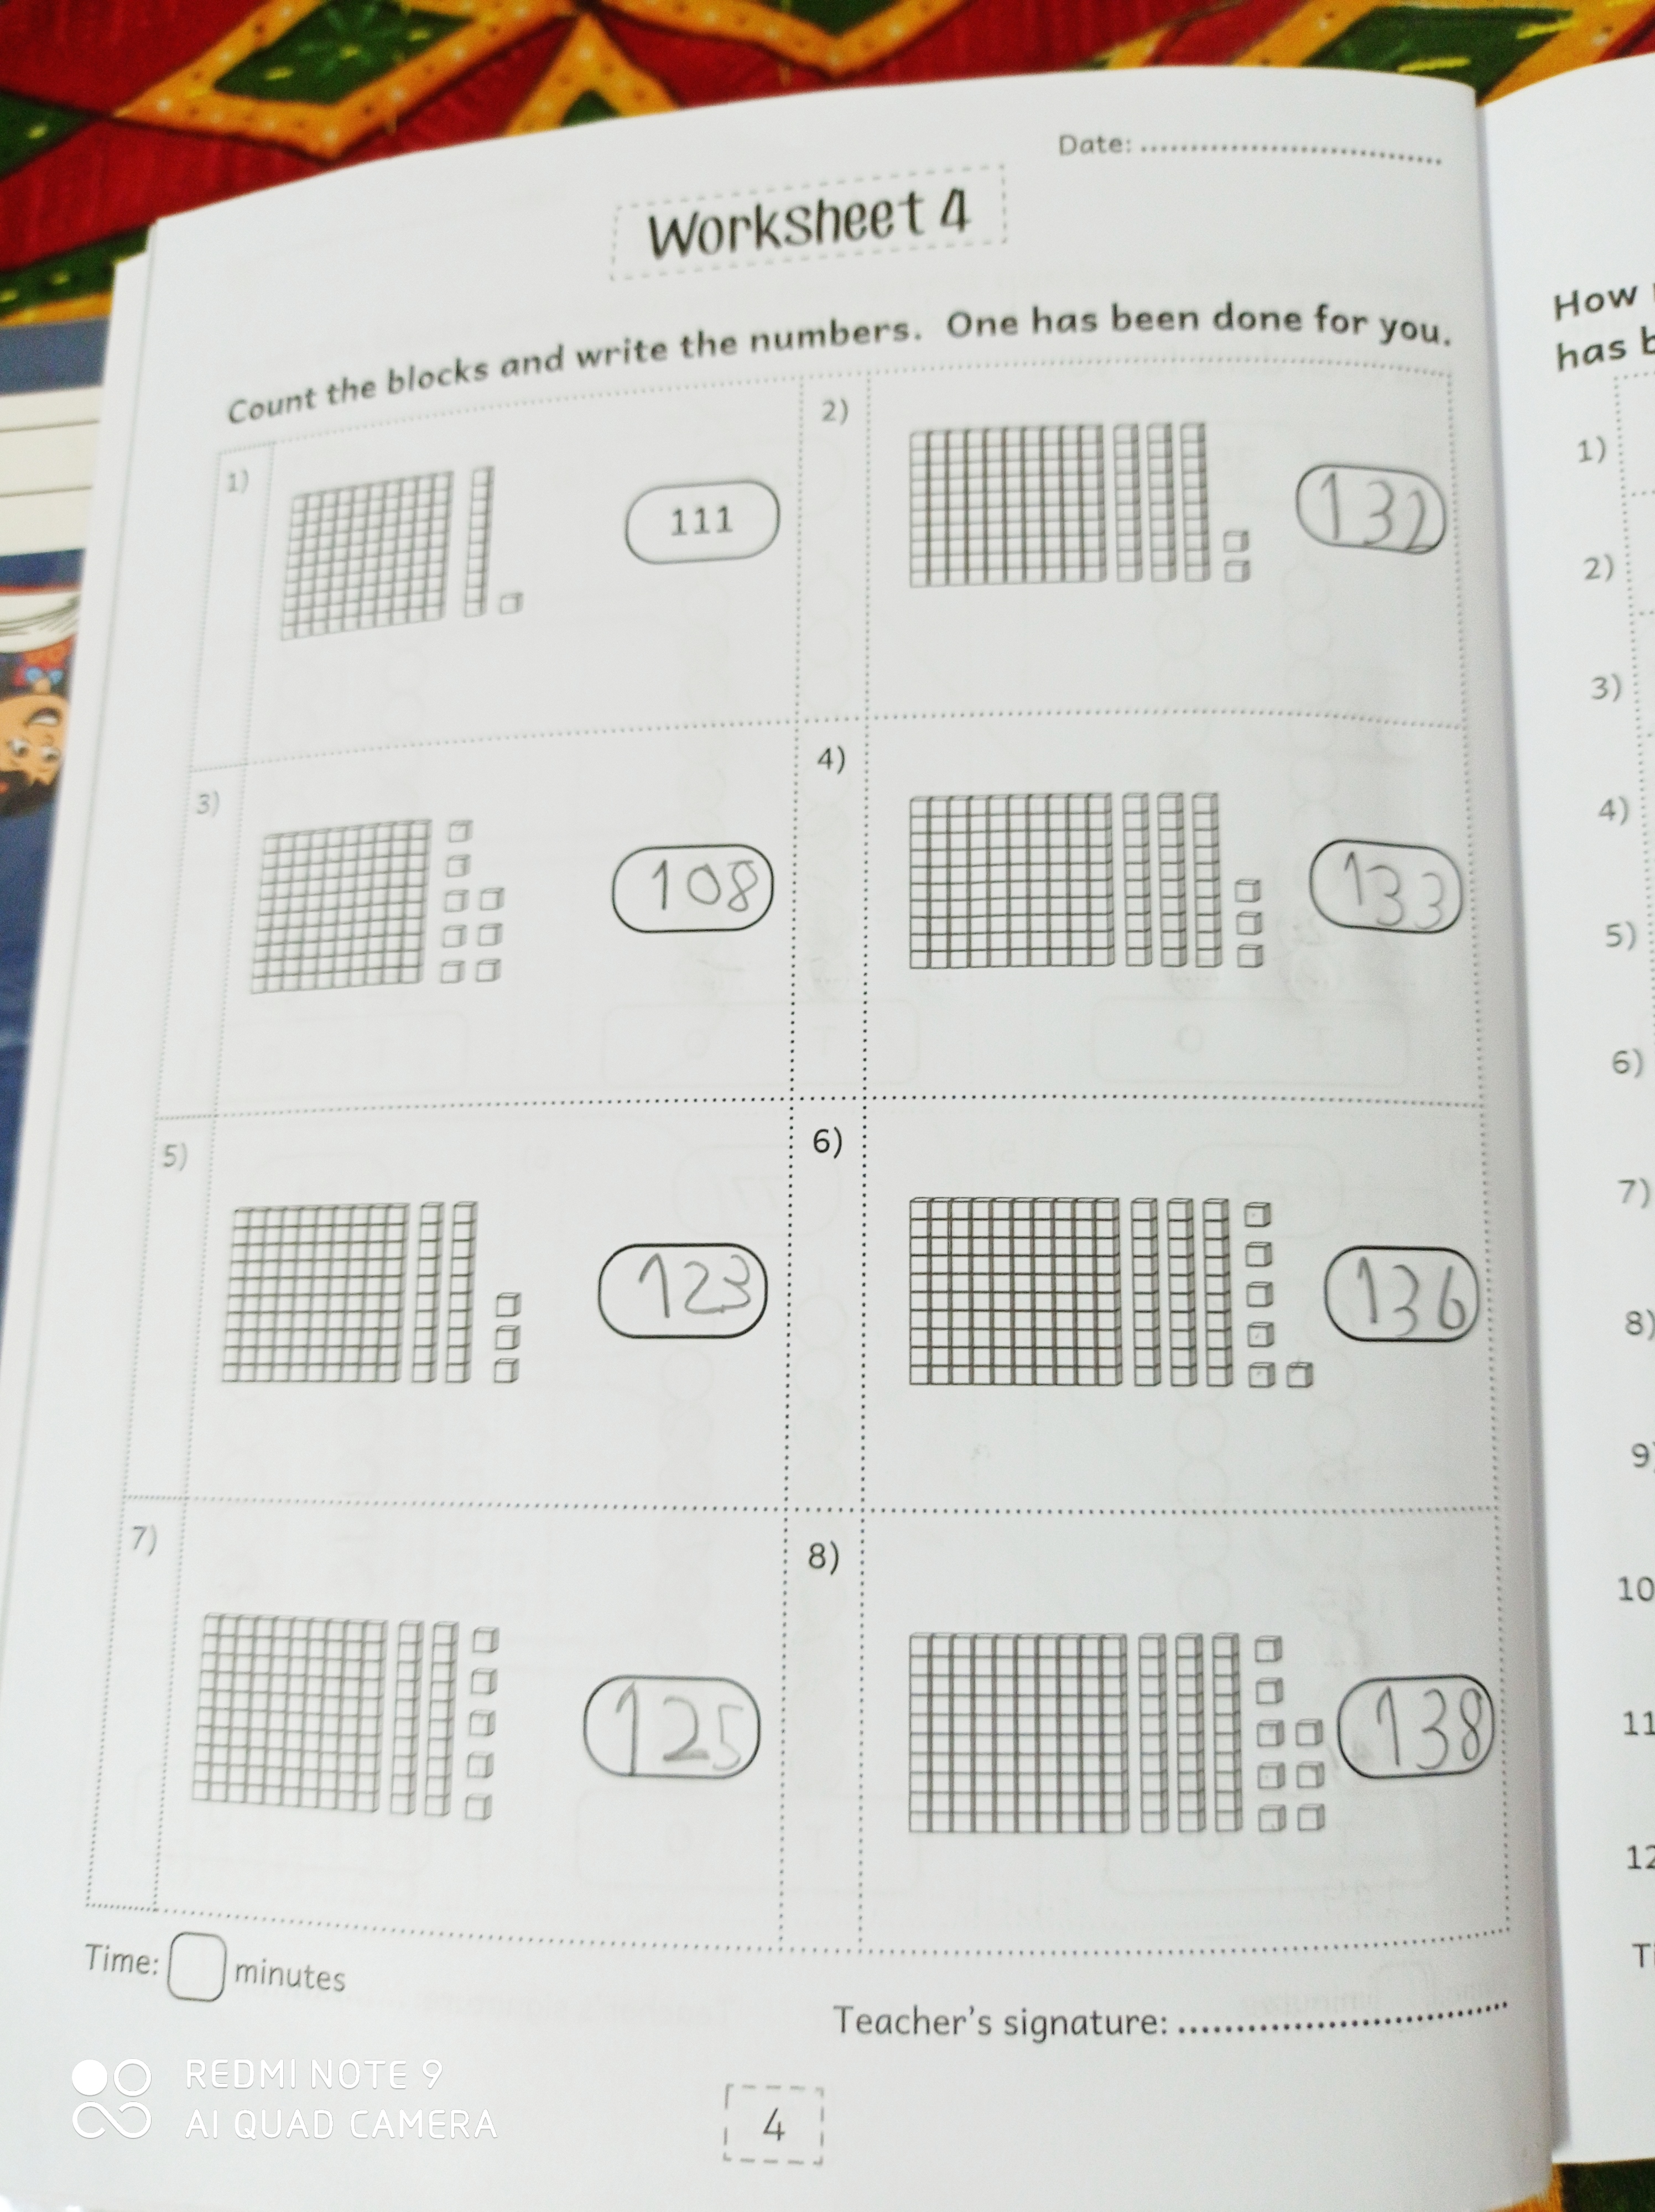 Date: ..........
Worksheet 4
Count the blocks and write the numbers. One has been done for you.
1)
111
2)
132
3)
108
4)
133
5)
123
6)
136
7)
125
8)
138
Time: minutes
Teacher's signature: ..........
4
How
has b
1)
2)
3)
4)
5)
6)
7)
8)
9)
10
11
12
Ti
REDMI NOTE 9
AI QUAD CAMERA